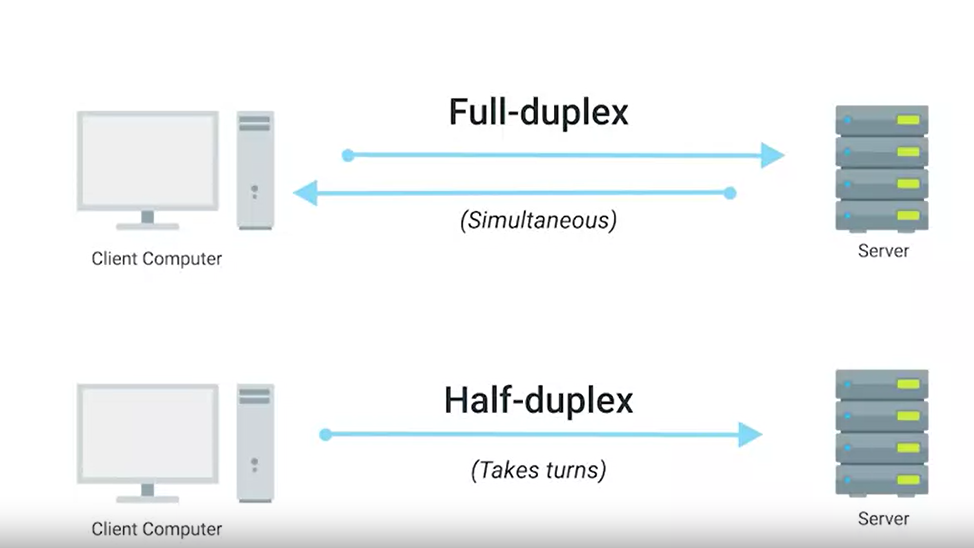 Full-duplex
(Simultaneous)
Client Computer
Server
Half-duplex
(Takes turns)
Client Computer
Server